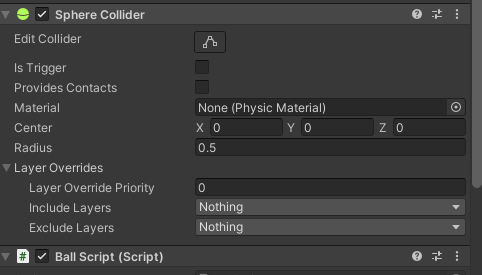 Sphere Collider
Edit Collider
Is Trigger
Provides Contacts
Material None (Physic Material)
Center X 0 Y 0 Z 0
Radius 0.5
Layer Overrides
Layer Override Priority 0
Include Layers Nothing
Exclude Layers Nothing
# Ball Script (Script)